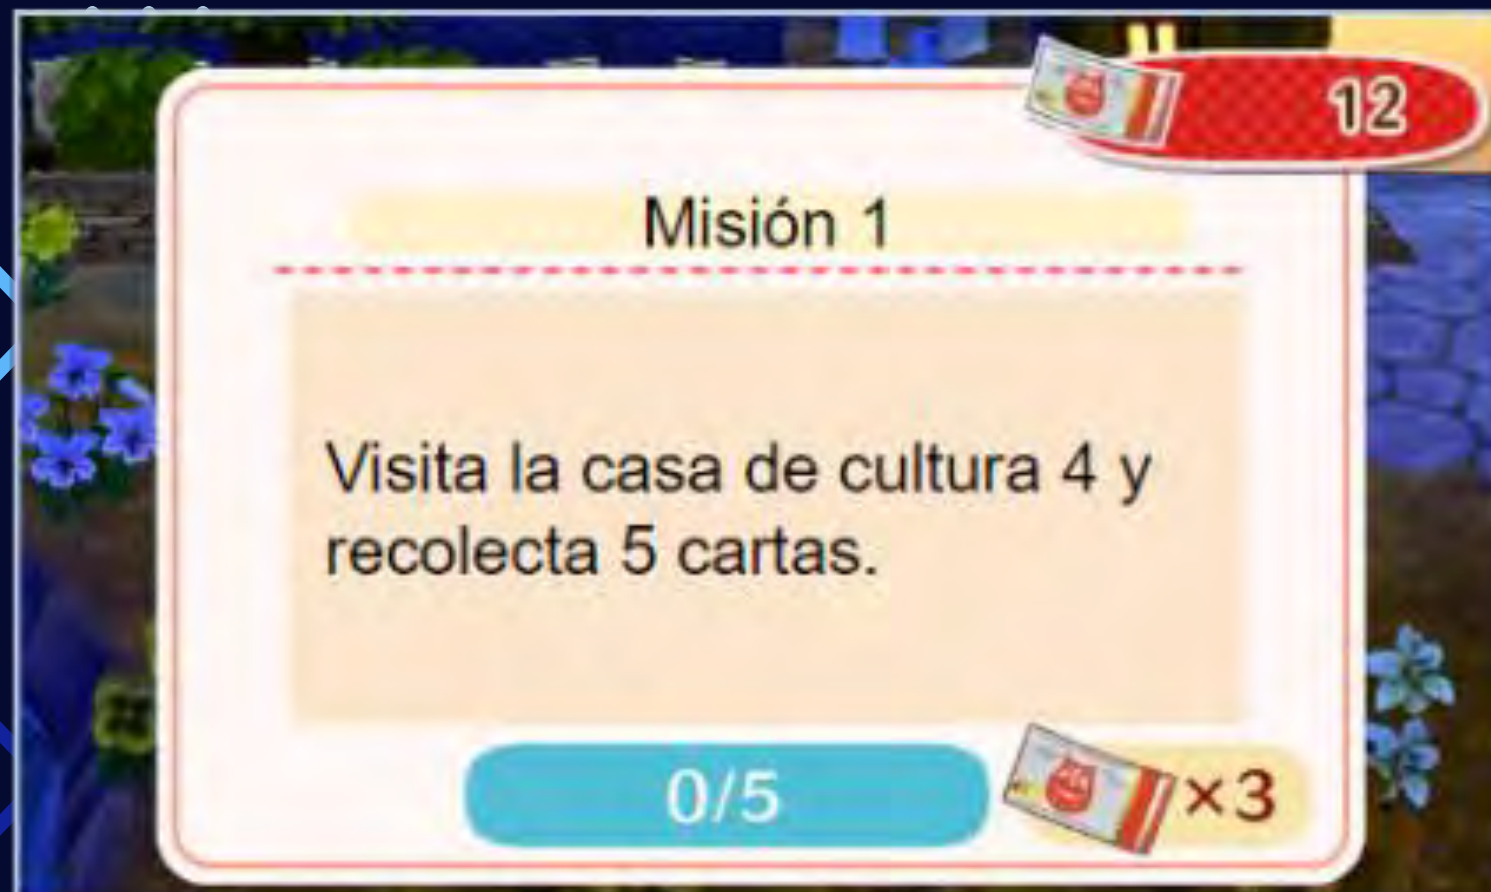 12
Misión 1
Visita la casa de cultura 4 y
recolecta 5 cartas.
0/5
×3